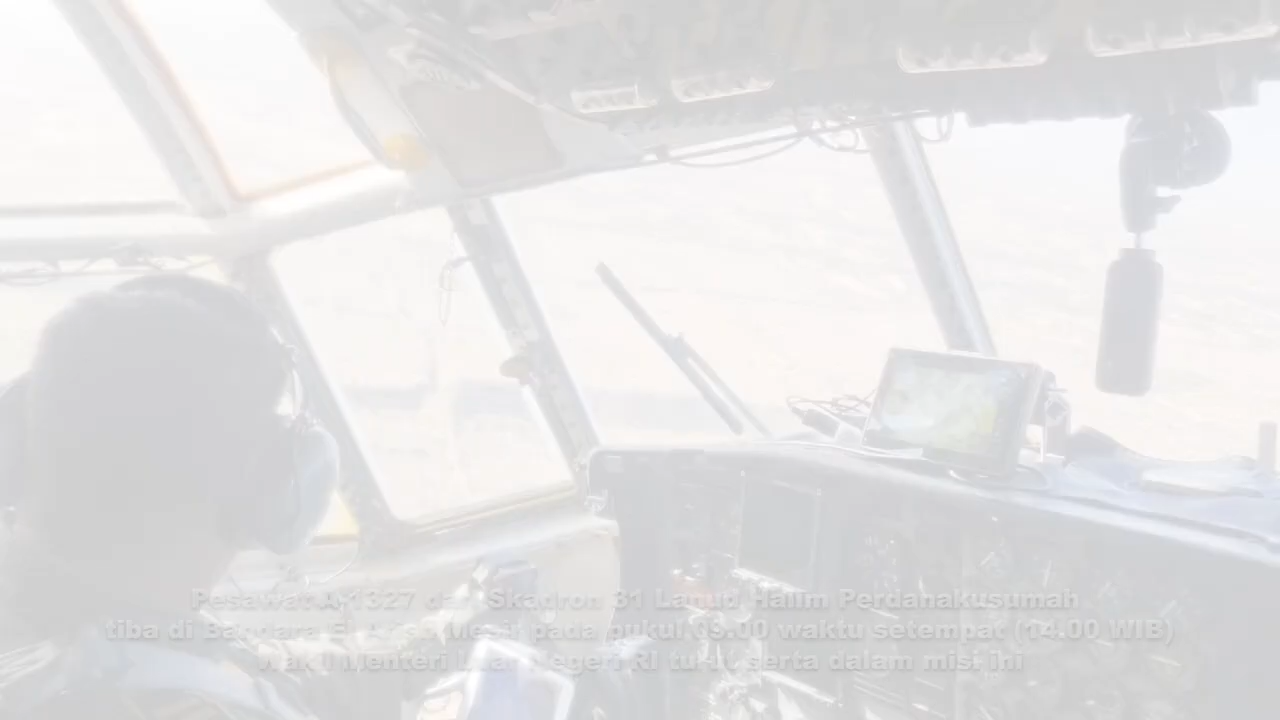 Pesawat A-1327 dari Skadron 31 Lanud Halim Perdanakusumah
tiba di Bandara El Arish Mesir pada pukul 09.00 waktu setempat (14.00 WIB)
Wakil Menteri Luar Negeri RI turut serta dalam misi ini